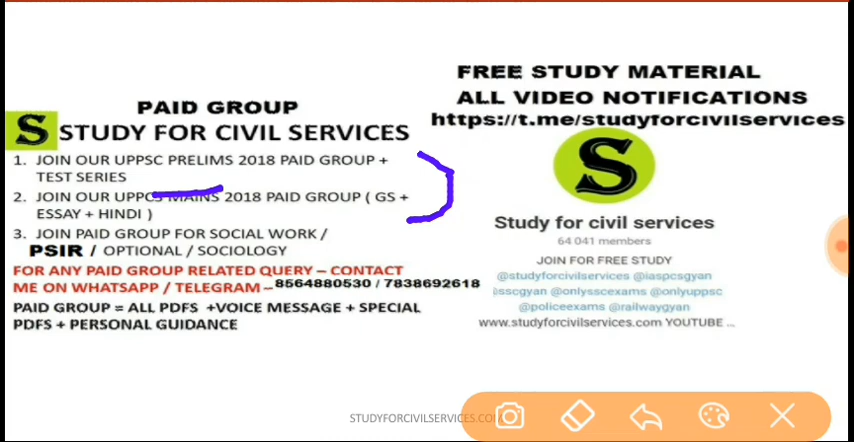 PAID GROUP
S STUDY FOR CIVIL SERVICES
1. JOIN OUR UPPSC PRELIMS 2018 PAID GROUP +
TEST SERIES
2. JOIN OUR UPPCS MAINS 2018 PAID GROUP ( GS +
ESSAY + HINDI )
3. JOIN PAID GROUP FOR SOCIAL WORK /
PSIR / OPTIONAL / SOCIOLOGY
FOR ANY PAID GROUP RELATED QUERY – CONTACT
ME ON WHATSAPP / TELEGRAM – 8564880530 / 7838692618
PAID GROUP = ALL PDFS +VOICE MESSAGE + SPECIAL
PDFS + PERSONAL GUIDANCE
FREE STUDY MATERIAL
ALL VIDEO NOTIFICATIONS
https://t.me/studyforcivilservices
S
Study for civil services
64 041 members
JOIN FOR FREE STUDY
@studyforcivilservices @iaspcsgyan
@onlysscexams @onlyuppsc
@policeexams @railwaygyan
www.studyforcivilservices.com YOUTUBE ...
STUDYFORCIVILSERVICES.COM